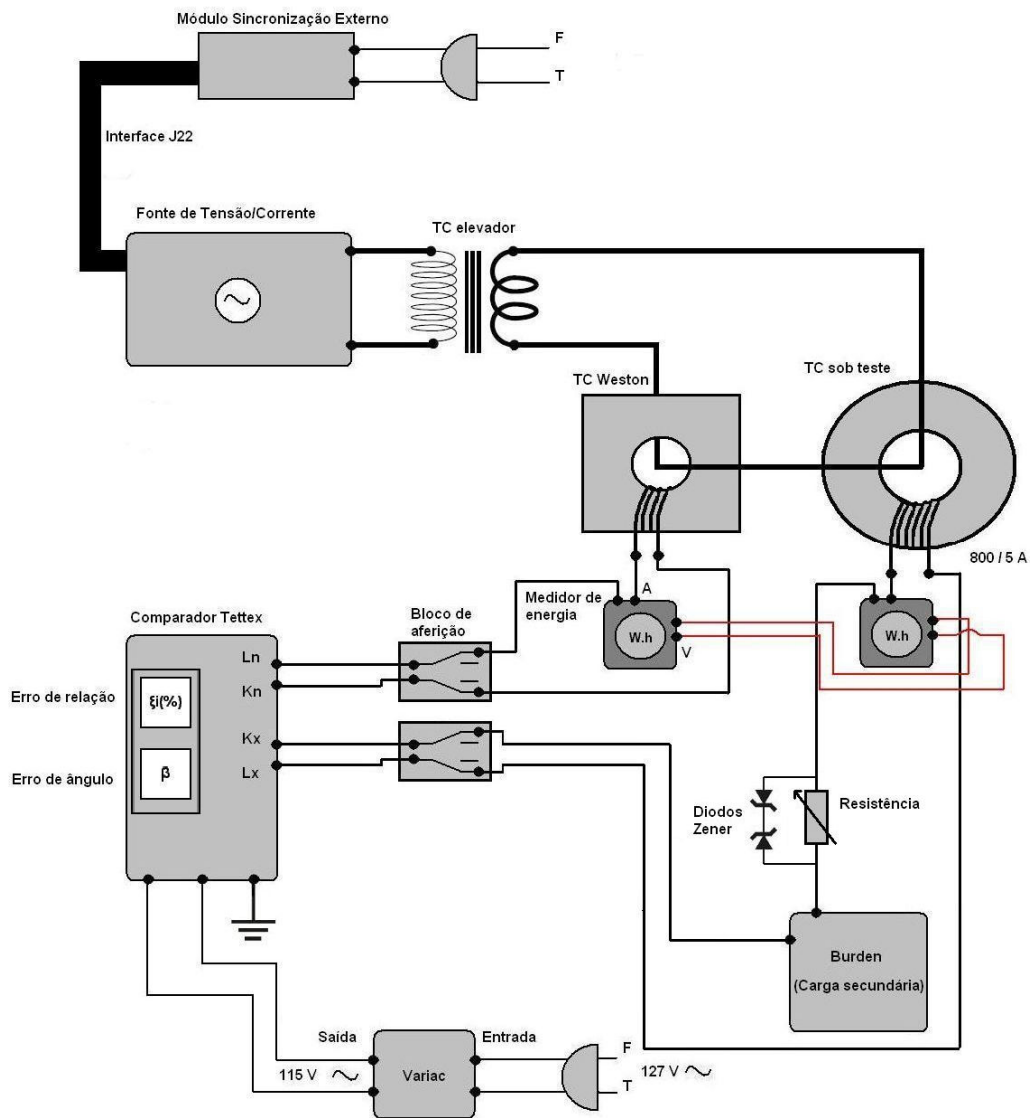 Módulo Sincronização Externo
F
T
Interface J22
Fonte de Tensão/Corrente
TC elevador
TC Weston
TC sob teste
800 / 5 A
A
Medidor de
energia
W.h
V
W.h
Comparador Tettex
Bloco de
aferição
Ln
Kn
Erro de relação
ξi(%)
Kx
Erro de ângulo
β
Lx
Diodos
Zener
Resistência
Burden
(Carga secundária)
Saída
Entrada
115 V
Variac
F
127 V
T